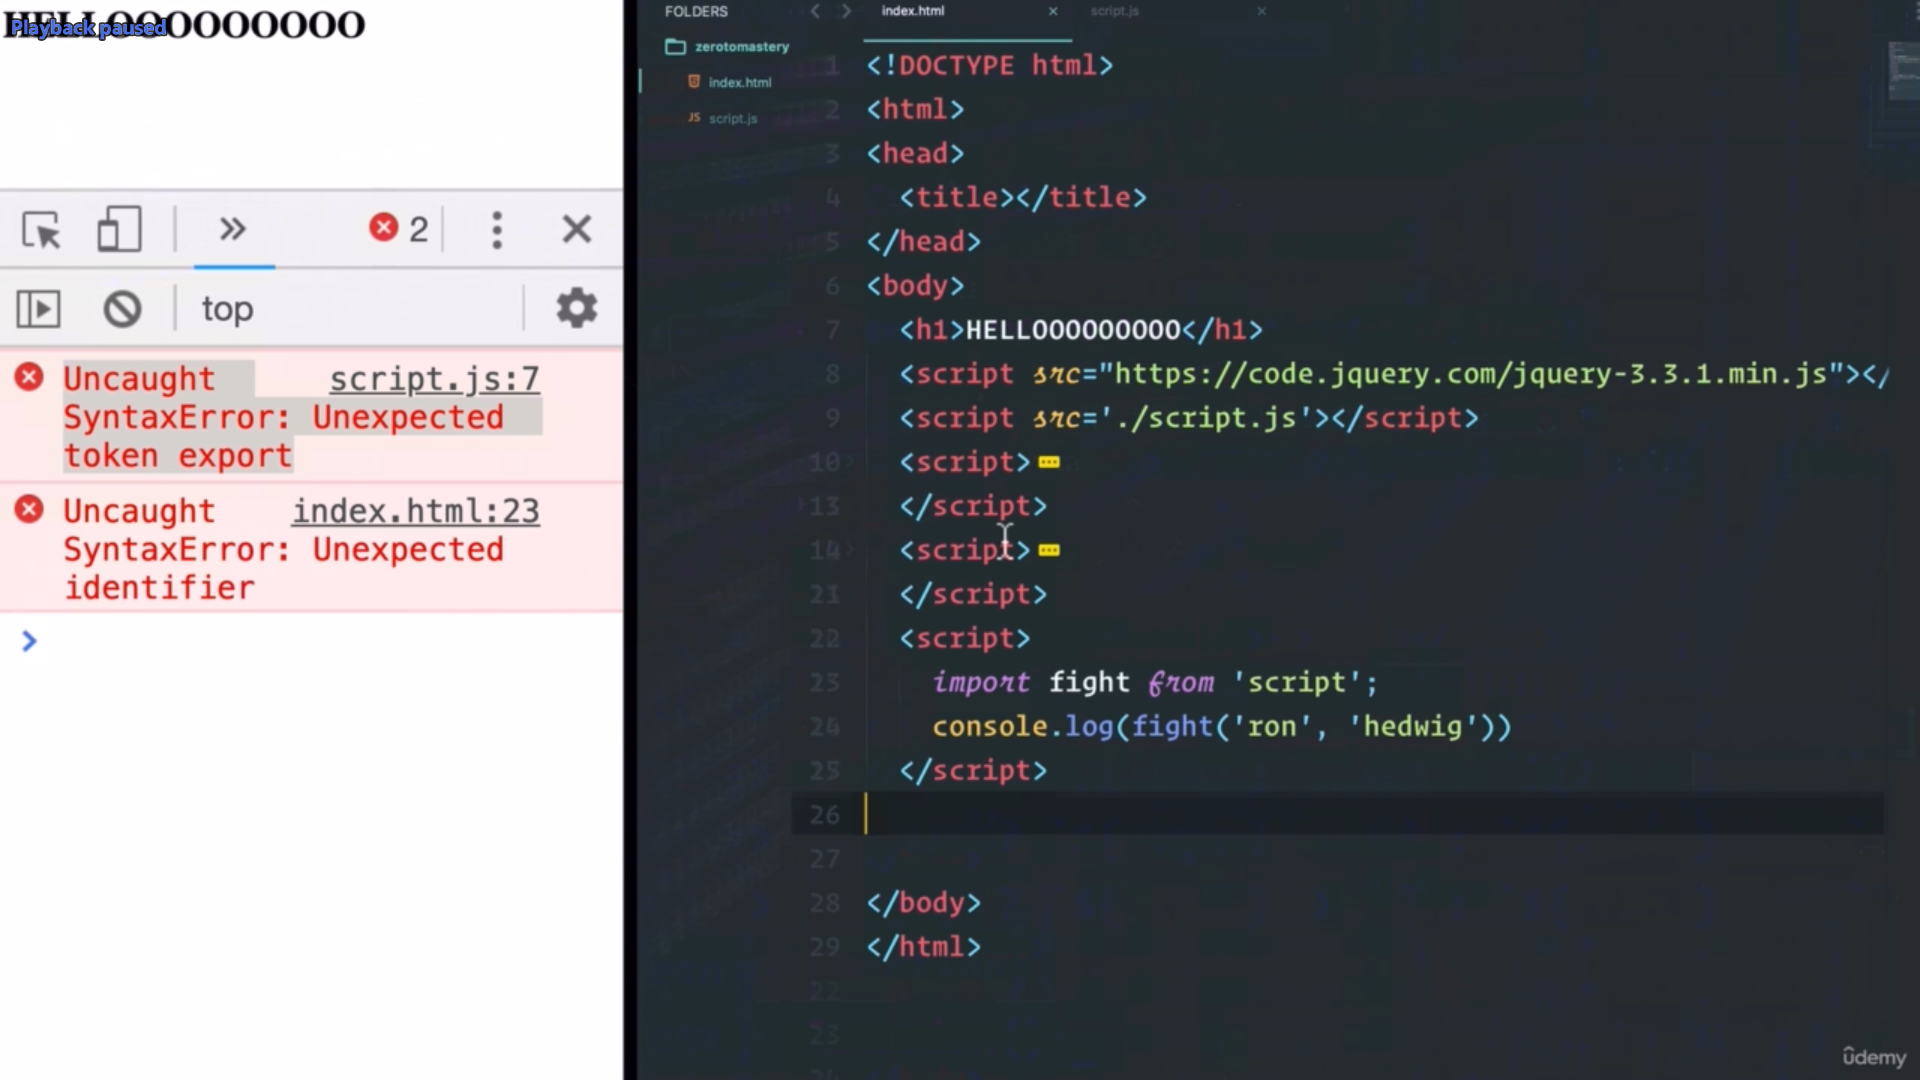 HELLOOOOOOOOO
Playback paused
2
top
Uncaught script.js:7
SyntaxError: Unexpected
token export
Uncaught index.html:23
SyntaxError: Unexpected
identifier
FOLDERS
zerotomastery
index.html
JS script.js
index.html
script.js
1 <!DOCTYPE html>
2 <html>
3 <head>
4 <title></title>
5 </head>
6 <body>
7 <h1>HELLOOOOOOOOO</h1>
8 <script src="https://code.jquery.com/jquery-3.3.1.min.js"></
9 <script src='./script.js'></script>
10 <script>
13 </script>
14 <script>
21 </script>
22 <script>
23 import fight from 'script';
24 console.log(fight('ron', 'hedwig'))
25 </script>
26
27
28 </body>
29 </html>
22
23
ûdemy